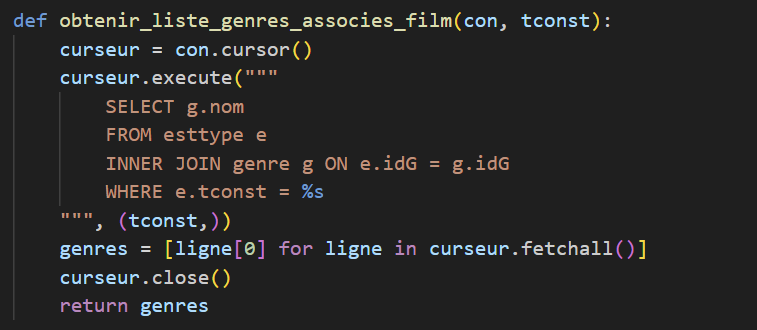 def obtenir_liste_genres_associes_film(con, tconst):
    curseur = con.cursor()
    curseur.execute("""
        SELECT g.nom
        FROM esttype e
        INNER JOIN genre g ON e.idG = g.idG
        WHERE e.tconst = %s
    """, (tconst,))
    genres = [ligne[0] for ligne in curseur.fetchall()]
    curseur.close()
    return genres